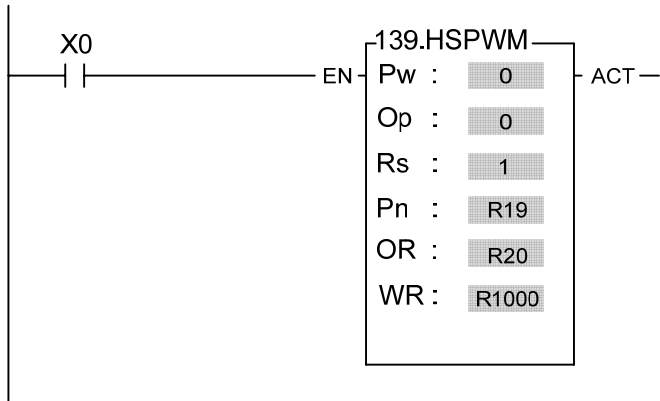 X0
139.HSPWM
EN Pw : 0 ACT
Op : 0
Rs : 1
Pn : R19
OR : R20
WR : R1000